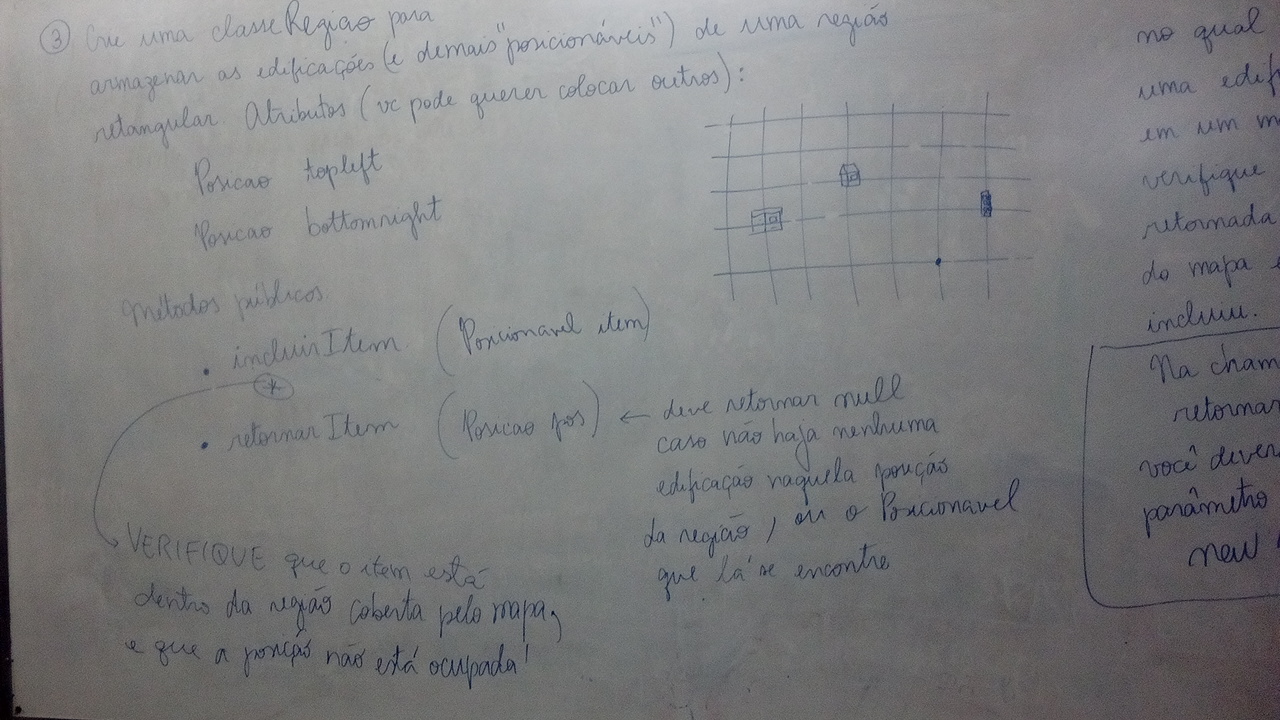 ③ Crie uma classe Regiao para
armazenar as edificações (e demais "posicionáveis") de uma região
retangular Atributos (vc pode querer colocar outros):
Posicao topleft
Posicao bottomright
Métodos públicos
• incluirItem (Posicionavel item)
*
• retornarItem (Posicao pos) ← deve retornar null
caso não haja nenhuma
edificação naquela posição
da região, ou o Posicionavel
que lá se encontre
VERIFIQUE que o item está
dentro da região coberta pelo mapa,
e que a posição não está ocupada!
no qual
uma edif
em um m
verifique
retornada
do mapa e
incluiu.
Na cham
retornar
você dever
parâmetro
new